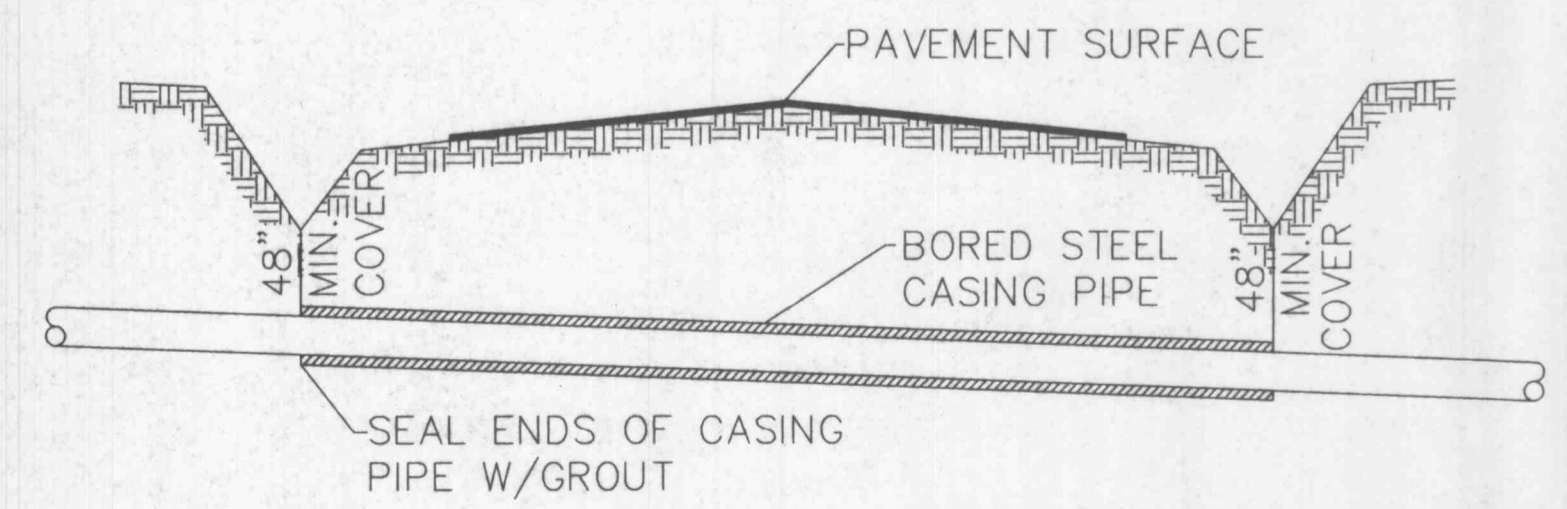 PAVEMENT SURFACE
48"
MIN.
COVER
BORED STEEL
CASING PIPE
48"
MIN.
COVER
SEAL ENDS OF CASING
PIPE W/GROUT